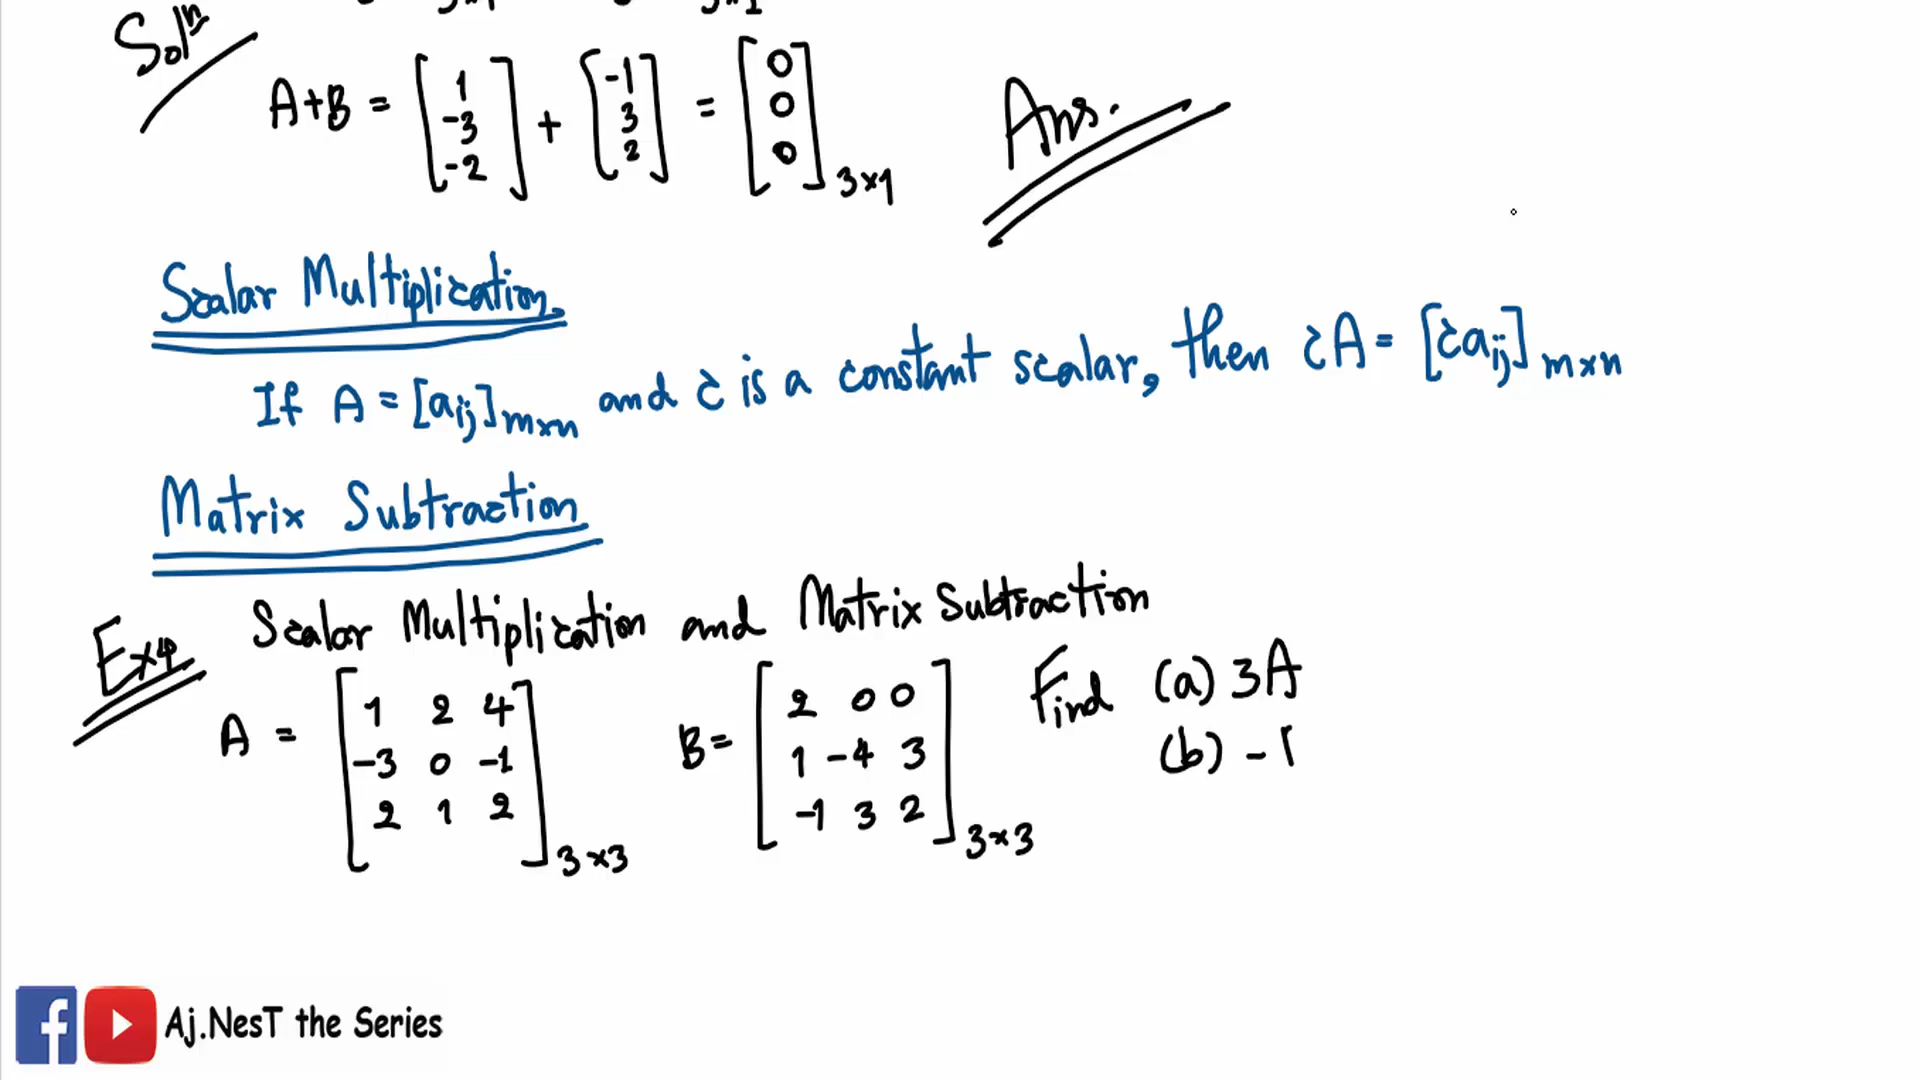 Solⁿ
A+B = [1 -3 -2] + [-1 3 2] = [0 0 0] 3×1 Ans.
Scalar Multiplication.
If A = [aij]m×n and c is a constant scalar, then cA = [caij]m×n
Matrix Subtraction
Ex4 Scalar Multiplication and Matrix Subtraction
A = [1 2 4
-3 0 -1
2 1 2] 3×3
B = [2 0 0
1 -4 3
-1 3 2] 3×3
Find (a) 3A
(b) -
Aj.NesT the Series